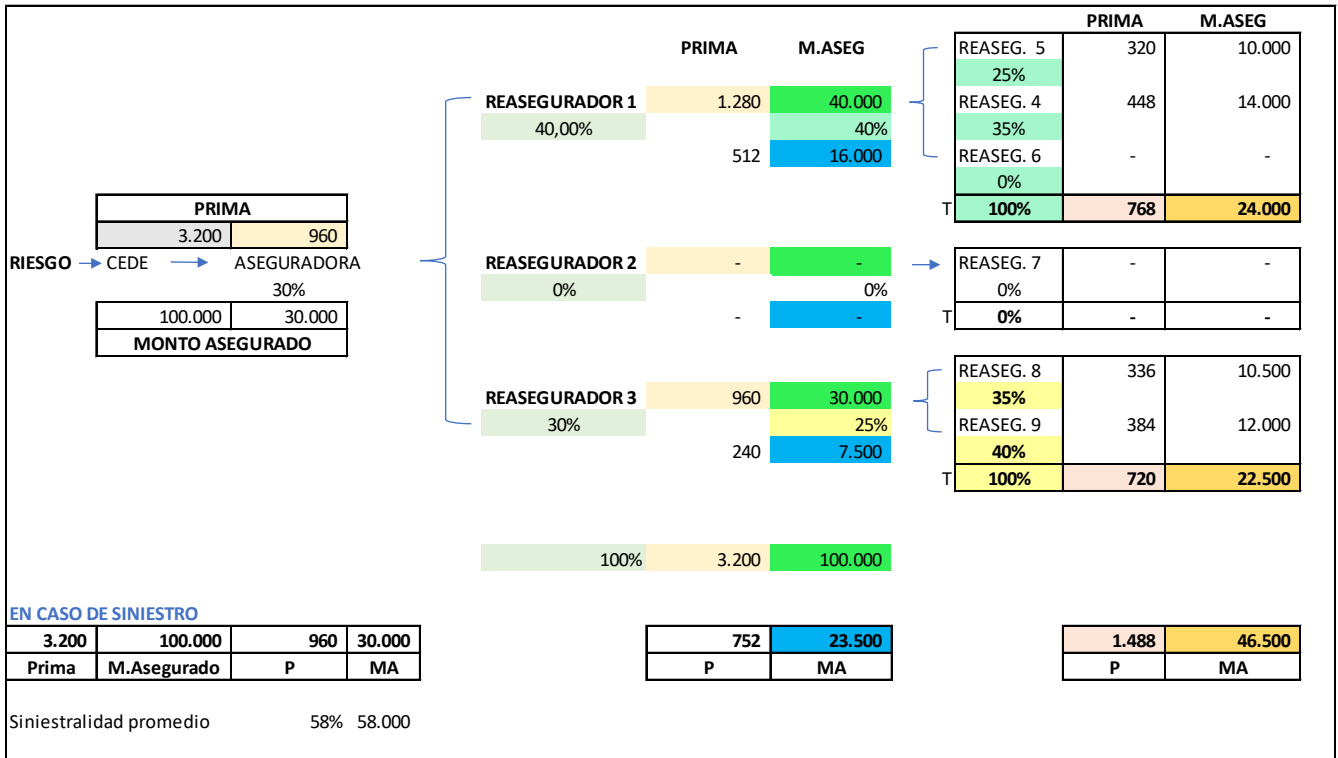 PRIMA M.ASEG
PRIMA M.ASEG REASEG. 5 320 10.000
25%
REASEGURADOR 1 1.280 40.000 REASEG. 4 448 14.000
40,00% 40% 35%
512 16.000 REASEG. 6 - -
0%
PRIMA T 100% 768 24.000
3.200 960
RIESGO CEDE ASEGURADORA REASEGURADOR 2 - - REASEG. 7 - -
30% 0% 0% 0%
100.000 30.000 - - T 0% - -
MONTO ASEGURADO
REASEG. 8 336 10.500
REASEGURADOR 3 960 30.000 35%
30% 25% REASEG. 9 384 12.000
240 7.500 40%
T 100% 720 22.500
100% 3.200 100.000
EN CASO DE SINIESTRO
3.200 100.000 960 30.000 752 23.500 1.488 46.500
Prima M.Asegurado P MA P MA P MA
Siniestralidad promedio 58% 58.000